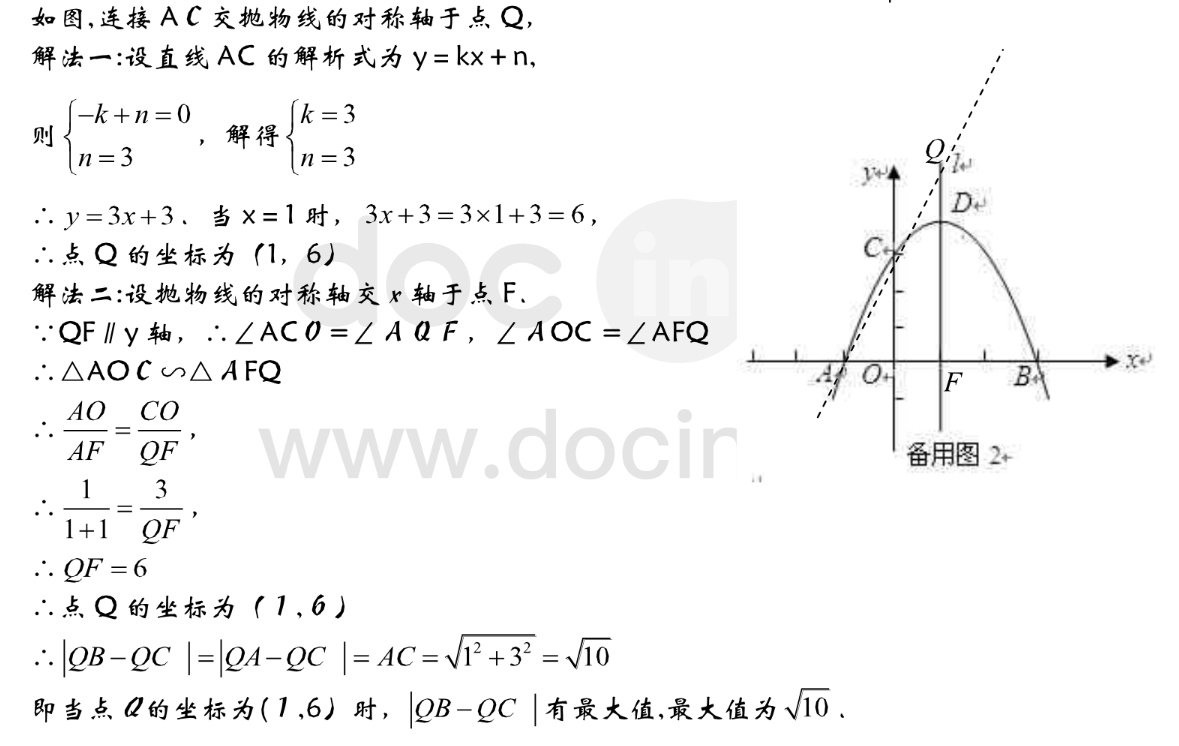 如图,连接AC交抛物线的对称轴于点Q,
解法一:设直线AC的解析式为y=kx+n,
则{-k+n=0, n=3, 解得{k=3, n=3
∴y=3x+3. 当x=1时, 3x+3=3×1+3=6,
∴点Q的坐标为(1, 6)
解法二:设抛物线的对称轴交x轴于点F.
∵QF∥y轴, ∴∠ACO=∠AQF, ∠AOC=∠AFQ
∴△AOC∽△AFQ
∴AO/AF=CO/QF,
∴1/(1+1)=3/QF,
∴QF=6
∴点Q的坐标为(1,6)
∴|QB-QC|=|QA-QC|=AC=√(1²+3²)=√10
即当点Q的坐标为(1,6)时, |QB-QC|有最大值,最大值为√10.
Q
l
y
D
C
A
O
F
B
x
备用图 2
doc in
www.docin